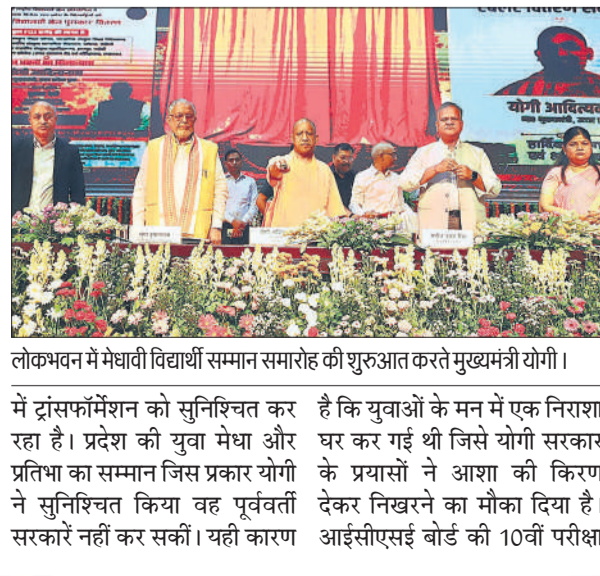 योगी आदित्य
लोकभवन में मेधावी विद्यार्थी सम्मान समारोह की शुरुआत करते मुख्यमंत्री योगी।
में ट्रांसफॉर्मेशन को सुनिश्चित कर
रहा है। प्रदेश की युवा मेधा और
प्रतिभा का सम्मान जिस प्रकार योगी
ने सुनिश्चित किया वह पूर्ववर्ती
सरकारें नहीं कर सकीं। यही कारण
है कि युवाओं के मन में एक निराशा
घर कर गई थी जिसे योगी सरकार
के प्रयासों ने आशा की किरण
देकर निखरने का मौका दिया है।
आईसीएसई बोर्ड की 10वीं परीक्षा